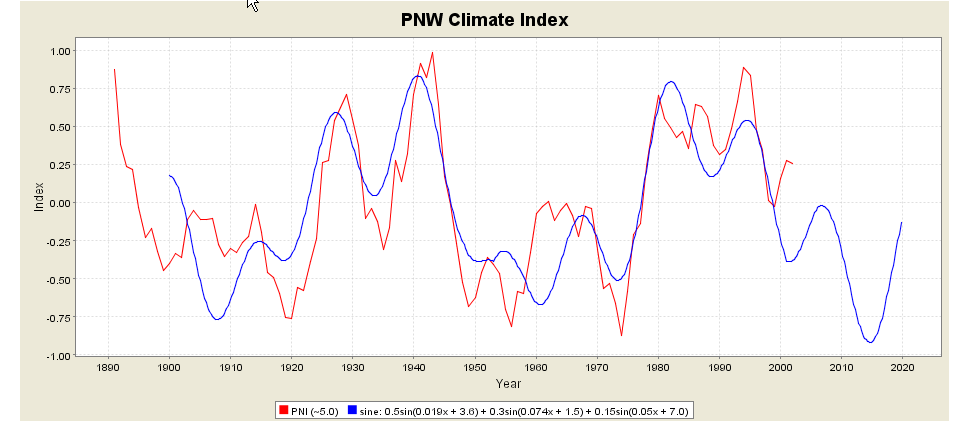 PNW Climate Index
1.00
0.75
0.50
0.25
0.00
-0.25
-0.50
-0.75
-1.00
Index
1890 1900 1910 1920 1930 1940 1950 1960 1970 1980 1990 2000 2010 2020
Year
PNI (~5.0) sine: 0.5sin(0.019x + 3.6) + 0.3sin(0.074x + 1.5) + 0.15sin(0.05x + 7.0)